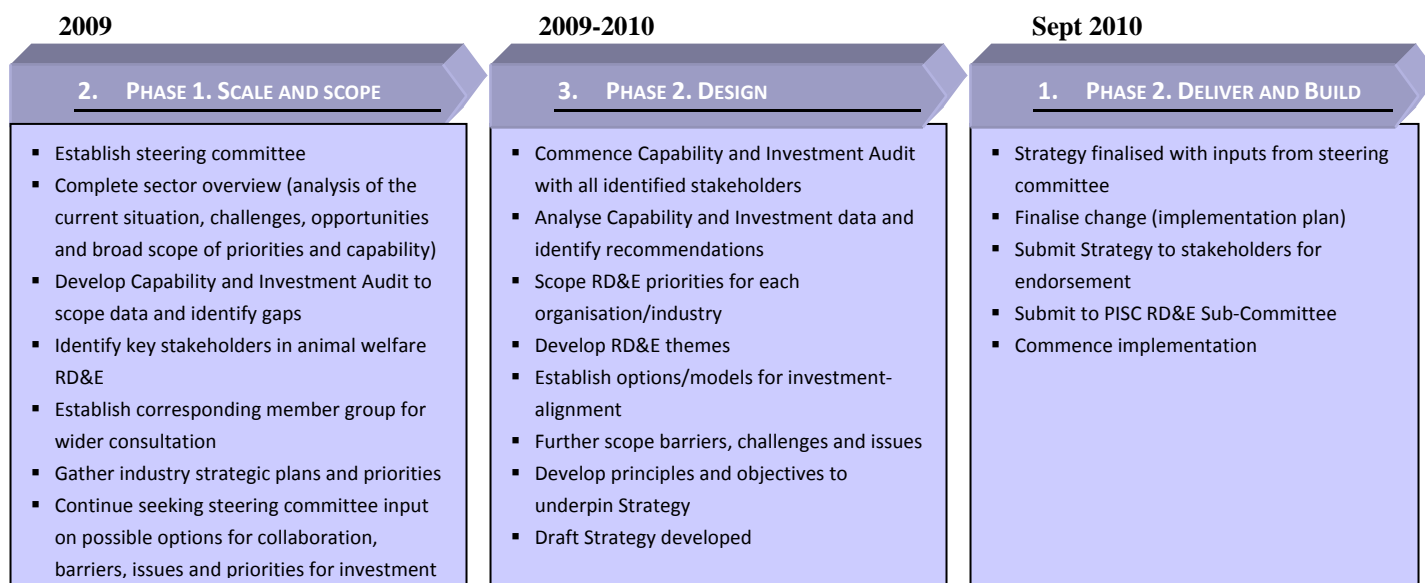 2009
2. PHASE 1. SCALE AND SCOPE
▪ Establish steering committee
▪ Complete sector overview (analysis of the
current situation, challenges, opportunities
and broad scope of priorities and capability)
▪ Develop Capability and Investment Audit to
scope data and identify gaps
▪ Identify key stakeholders in animal welfare
RD&E
▪ Establish corresponding member group for
wider consultation
▪ Gather industry strategic plans and priorities
▪ Continue seeking steering committee input
on possible options for collaboration,
barriers, issues and priorities for investment
2009-2010
3. PHASE 2. DESIGN
▪ Commence Capability and Investment Audit
with all identified stakeholders
▪ Analyse Capability and Investment data and
identify recommendations
▪ Scope RD&E priorities for each
organisation/industry
▪ Develop RD&E themes
▪ Establish options/models for investment-
alignment
▪ Further scope barriers, challenges and issues
▪ Develop principles and objectives to
underpin Strategy
▪ Draft Strategy developed
Sept 2010
1. PHASE 2. DELIVER AND BUILD
▪ Strategy finalised with inputs from steering
committee
▪ Finalise change (implementation plan)
▪ Submit Strategy to stakeholders for
endorsement
▪ Submit to PISC RD&E Sub-Committee
▪ Commence implementation